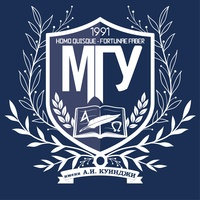 1991
HOMO QUISQUE - FORTUNAE FABER
МГУ
А Ω
имени А.И. КУИНДЖИ